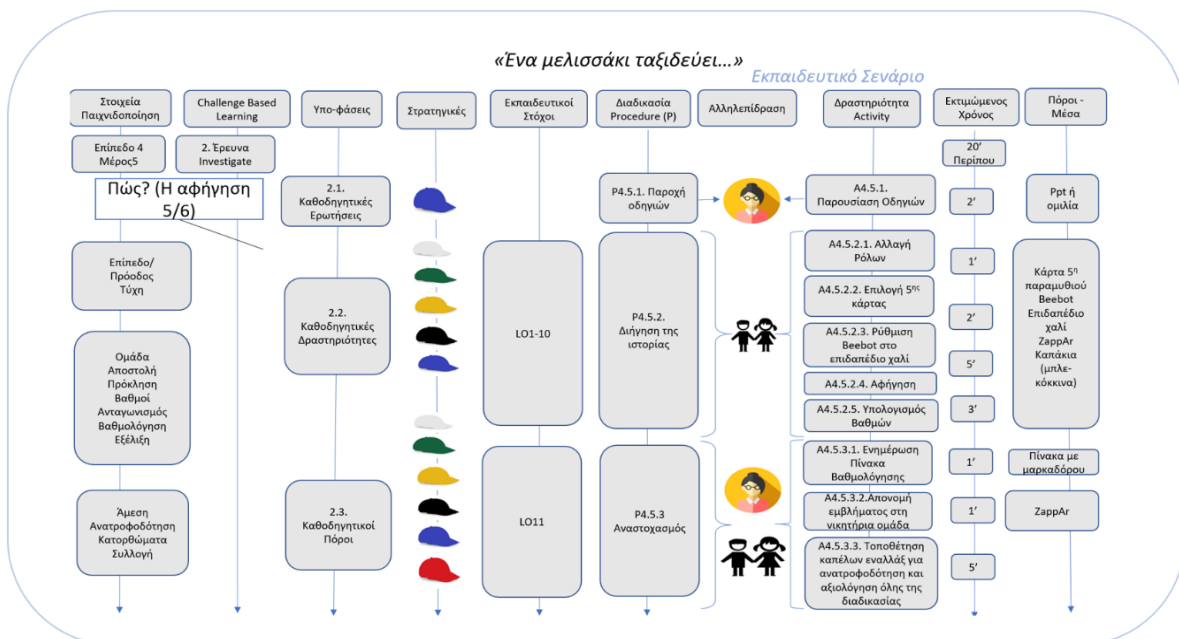 «Ένα μελισσάκι ταξιδεύει…»
Εκπαιδευτικό Σενάριο
Στοιχεία
Παιχνιδοποίηση
Challenge Based
Learning
Υπο-φάσεις
Στρατηγικές
Εκπαιδευτικοί
Στόχοι
Διαδικασία
Procedure (P)
Αλληλεπίδραση
Δραστηριότητα
Activity
Εκτιμώμενος
Χρόνος
Πόροι -
Μέσα
Επίπεδο 4
Μέρος5
2. Έρευνα
Investigate
20’
Περίπου
Πώς? (Η αφήγηση
5/6)
2.1.
Καθοδηγητικές
Ερωτήσεις
P4.5.1. Παροχή
οδηγιών
A4.5.1.
Παρουσίαση Οδηγιών
2’
Ppt ή
ομιλία
Επίπεδο/
Πρόοδος
Τύχη
Ομάδα
Αποστολή
Πρόκληση
Βαθμοί
Ανταγωνισμός
Βαθμολόγηση
Εξέλιξη
2.2.
Καθοδηγητικές
Δραστηριότητες
LO1-10
P4.5.2.
Διήγηση της
ιστορίας
A4.5.2.1. Αλλαγή
Ρόλων
A4.5.2.2. Επιλογή 5ης
κάρτας
A4.5.2.3. Ρύθμιση
Beebot στο
επιδαπέδιο χαλί
A4.5.2.4. Αφήγηση
A4.5.2.5. Υπολογισμός
Βαθμών
1’
2’
5’
3’
Κάρτα 5η
παραμυθιού
Beebot
Επιδαπέδιο
χαλί
ZappAr
Καπάκια
(μπλε-
κόκκινα)
Άμεση
Ανατροφοδότηση
Κατορθώματα
Συλλογή
2.3.
Καθοδηγητικοί
Πόροι
LO11
P4.5.3
Αναστοχασμός
A4.5.3.1. Ενημέρωση
Πίνακα
Βαθμολόγησης
A4.5.3.2.Απονομή
εμβλήματος στη
νικητήρια ομάδα
A4.5.3.3. Τοποθέτηση
καπέλων εναλλάξ για
ανατροφοδότηση και
αξιολόγηση όλης της
διαδικασίας
1’
1’
5’
Πίνακα με
μαρκαδόρου
ZappAr